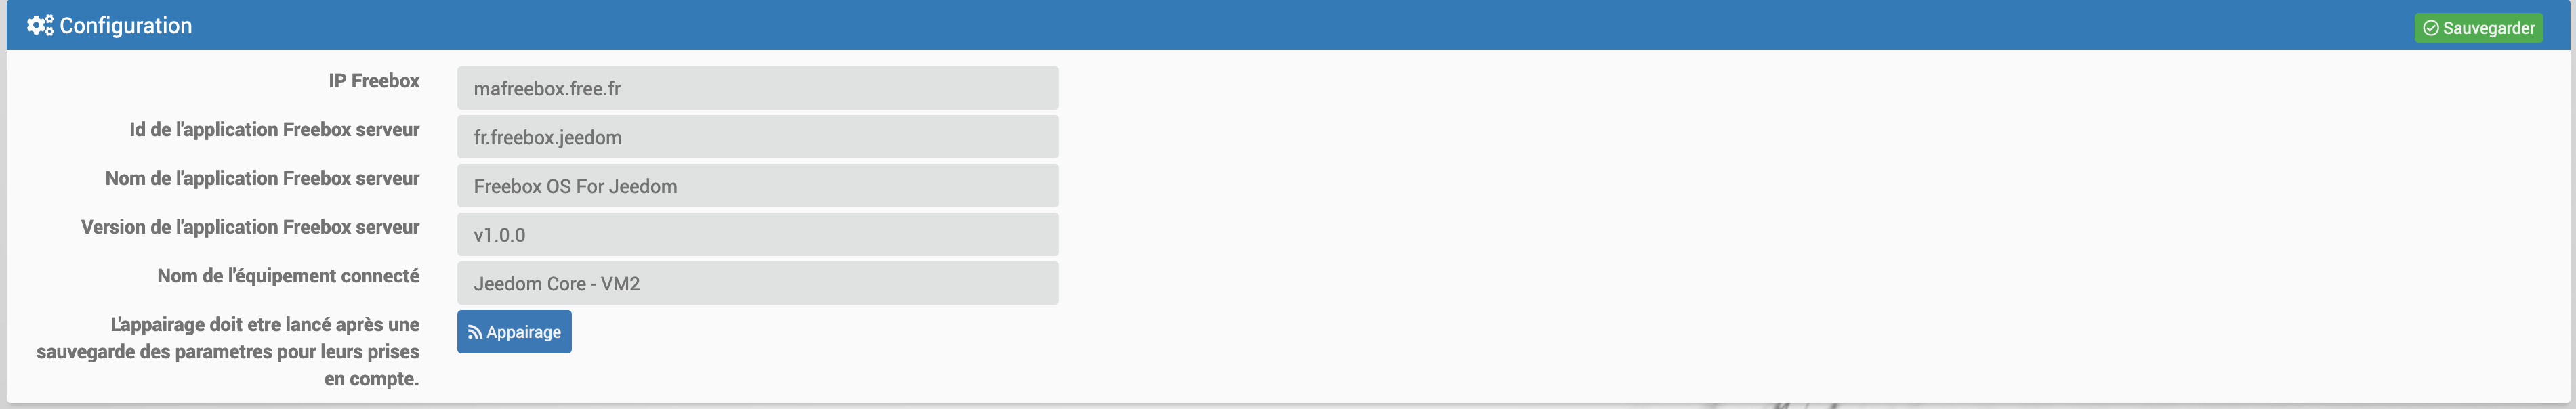 Configuration
Sauvegarder
IP Freebox
mafreebox.free.fr
Id de l'application Freebox serveur
fr.freebox.jeedom
Nom de l'application Freebox serveur
Freebox OS For Jeedom
Version de l'application Freebox serveur
v1.0.0
Nom de l'équipement connecté
Jeedom Core - VM2
L'appairage doit etre lancé après une
sauvegarde des parametres pour leurs prises
en compte.
Appairage